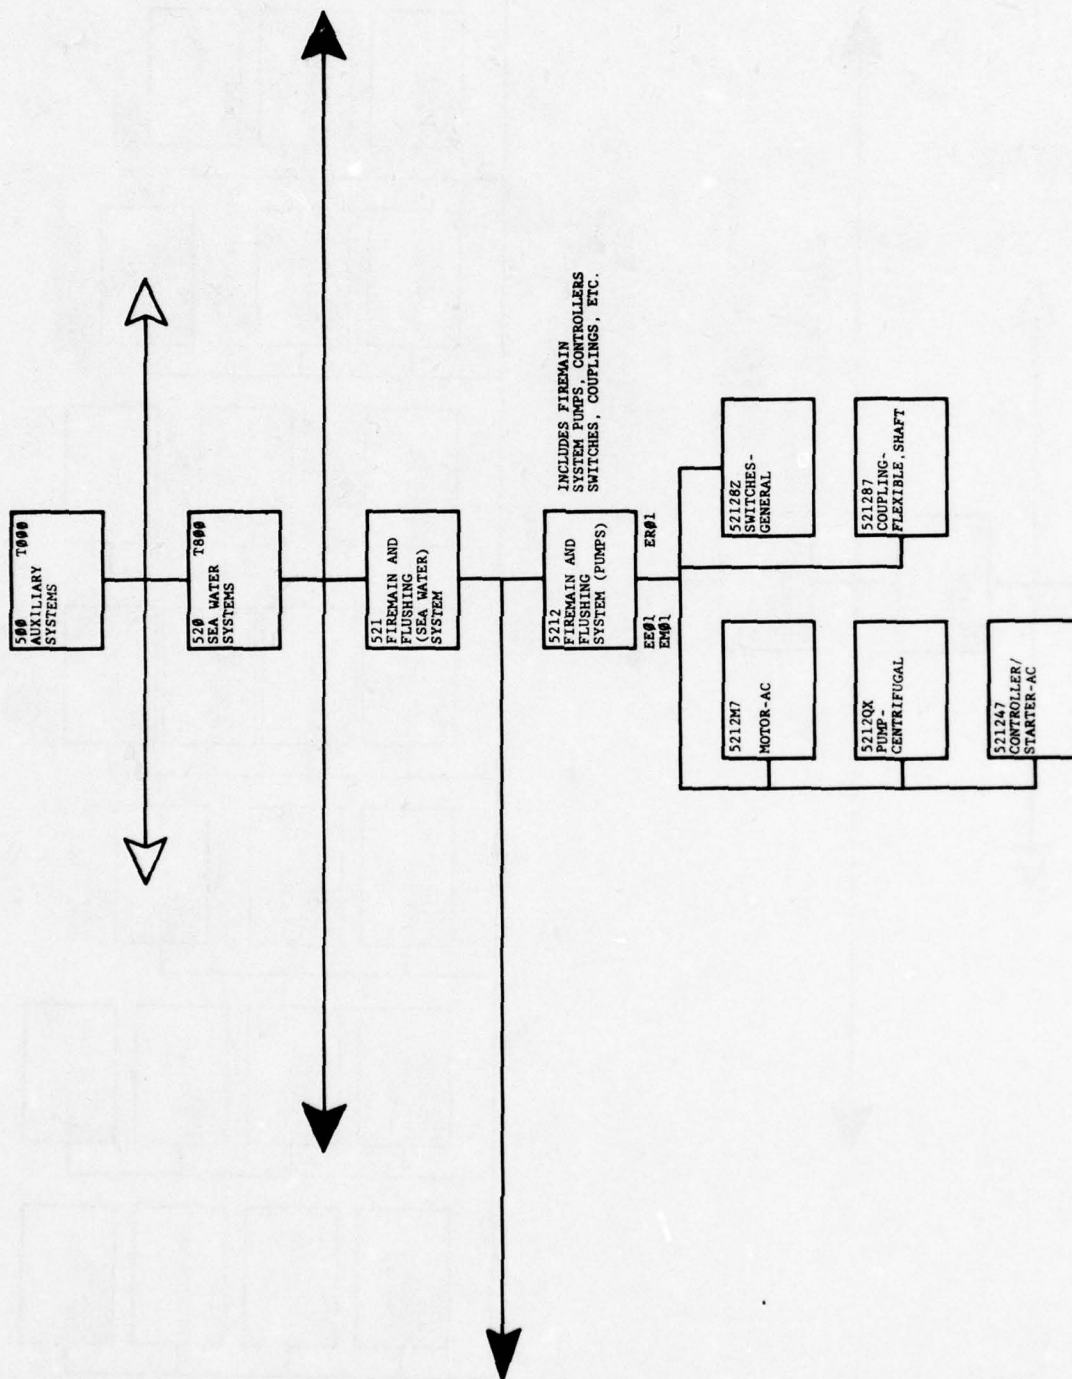 500 T000
AUXILIARY
SYSTEMS
520 T800
SEA WATER
SYSTEMS
521
FIREMAIN AND
FLUSHING
(SEA WATER)
SYSTEM
5212
FIREMAIN AND
FLUSHING
SYSTEM (PUMPS)
INCLUDES FIREMAIN
SYSTEM PUMPS, CONTROLLERS
SWITCHES, COUPLINGS, ETC.
EE01 ER01
EM01
5212M7
MOTOR-AC
52128Z
SWITCHES-
GENERAL
5212QX
PUMP-
CENTRIFUGAL
521287
COUPLING-
FLEXIBLE,SHAFT
521247
CONTROLLER/
STARTER-AC